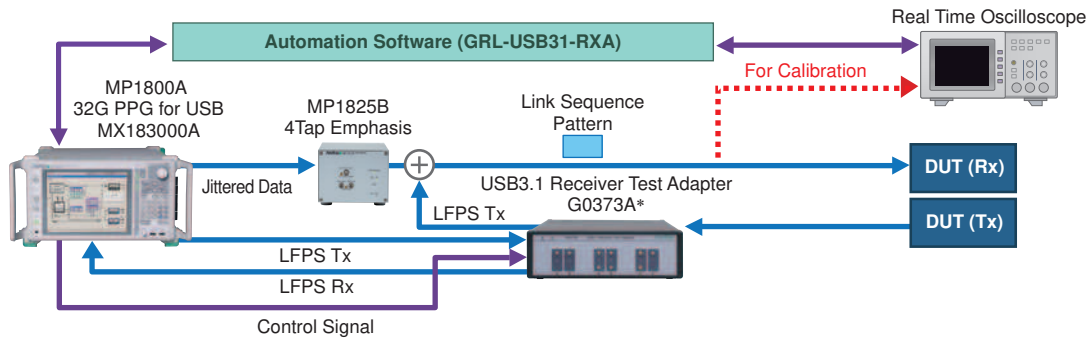 Real Time Oscilloscope
Automation Software (GRL-USB31-RXA)
For Calibration
MP1800A
32G PPG for USB
MX183000A
MP1825B
4Tap Emphasis
Link Sequence
Pattern
Jittered Data
DUT (Rx)
USB3.1 Receiver Test Adapter
G0373A*
LFPS Tx
DUT (Tx)
LFPS Tx
LFPS Rx
Control Signal